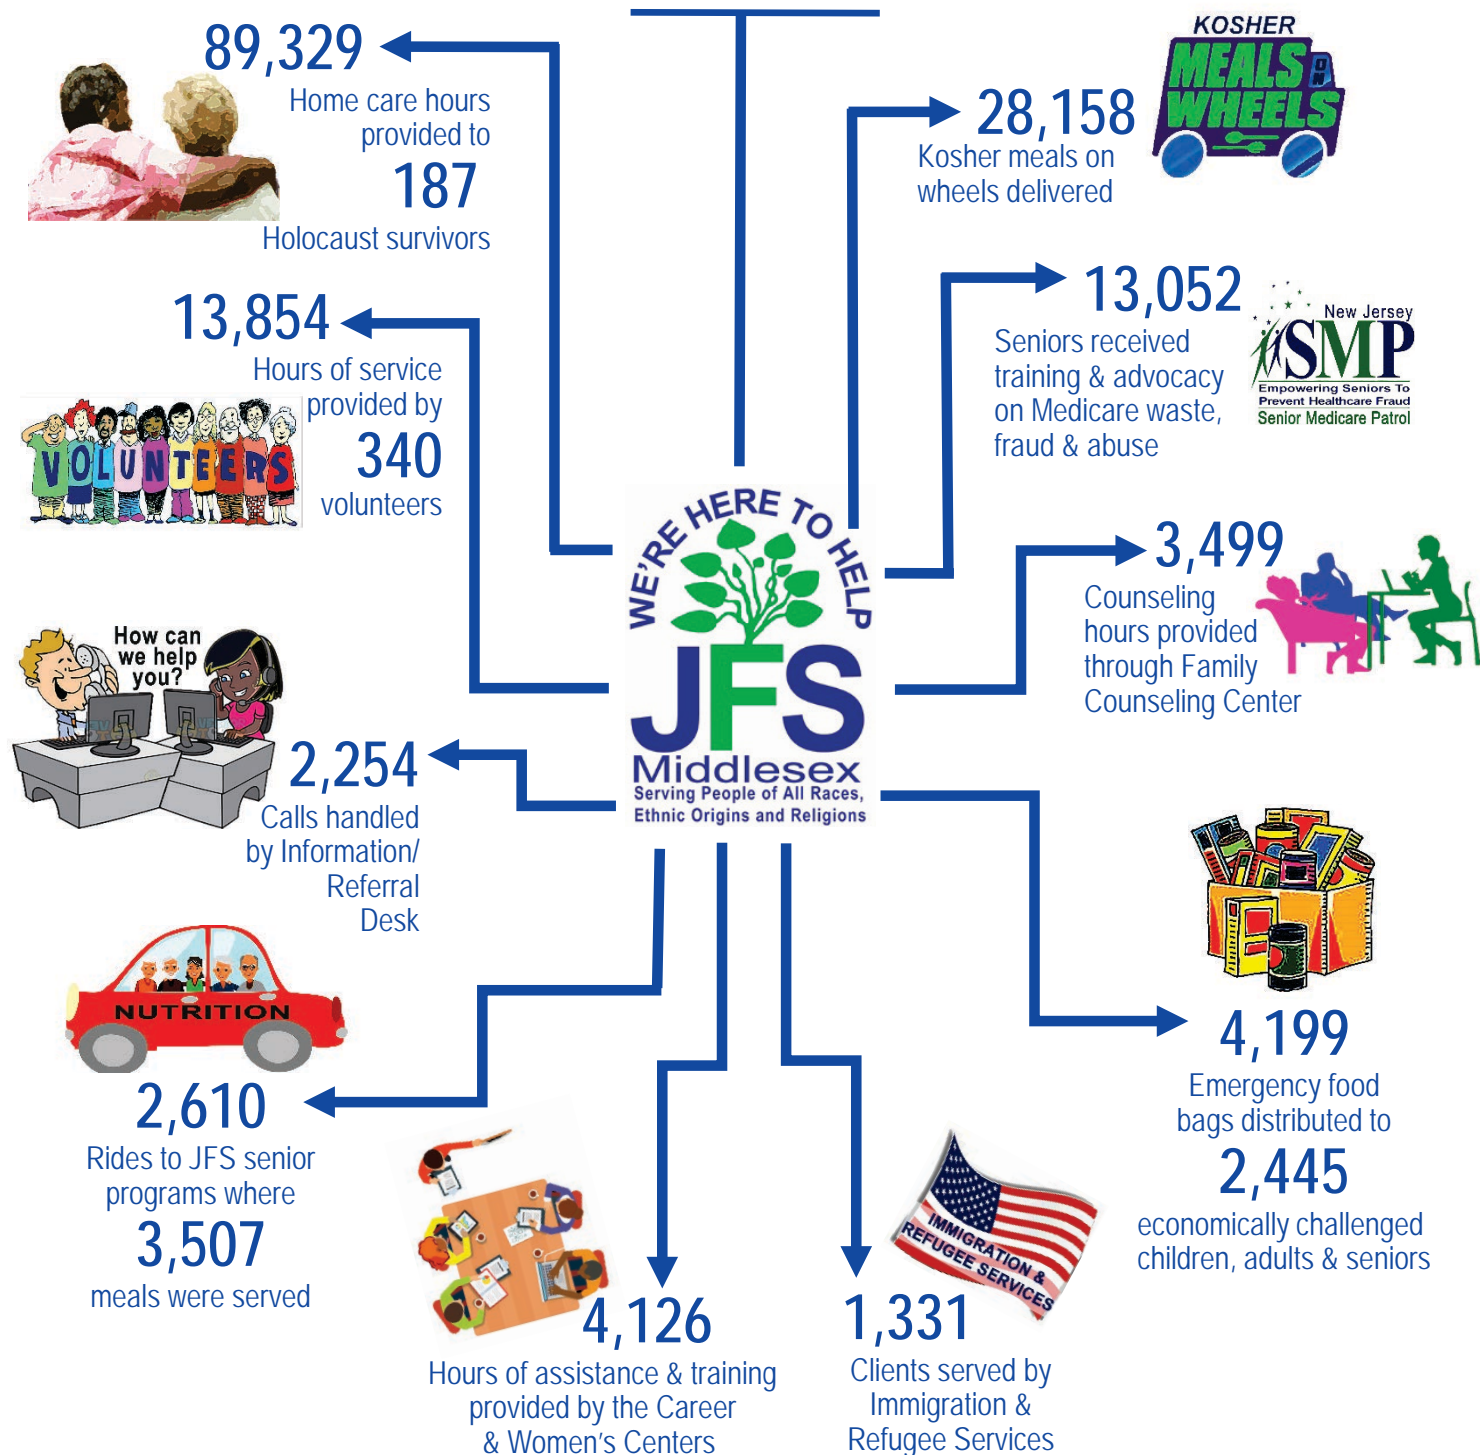 89,329
Home care hours
provided to
187
Holocaust survivors
KOSHER
MEALS ON
WHEELS
28,158
Kosher meals on
wheels delivered
13,854
Hours of service
provided by
340
volunteers
VOLUNTEERS
13,052
Seniors received
training & advocacy
on Medicare waste,
fraud & abuse
New Jersey
SMP
Empowering Seniors To
Prevent Healthcare Fraud
Senior Medicare Patrol
WE'RE HERE TO HELP
JFS
Middlesex
Serving People of All Races,
Ethnic Origins and Religions
3,499
Counseling
hours provided
through Family
Counseling Center
How can
we help
you?
2,254
Calls handled
by Information/
Referral
Desk
NUTRITION
2,610
Rides to JFS senior
programs where
3,507
meals were served
4,199
Emergency food
bags distributed to
2,445
economically challenged
children, adults & seniors
4,126
Hours of assistance & training
provided by the Career
& Women's Centers
IMMIGRATION &
REFUGEE SERVICES
1,331
Clients served by
Immigration &
Refugee Services